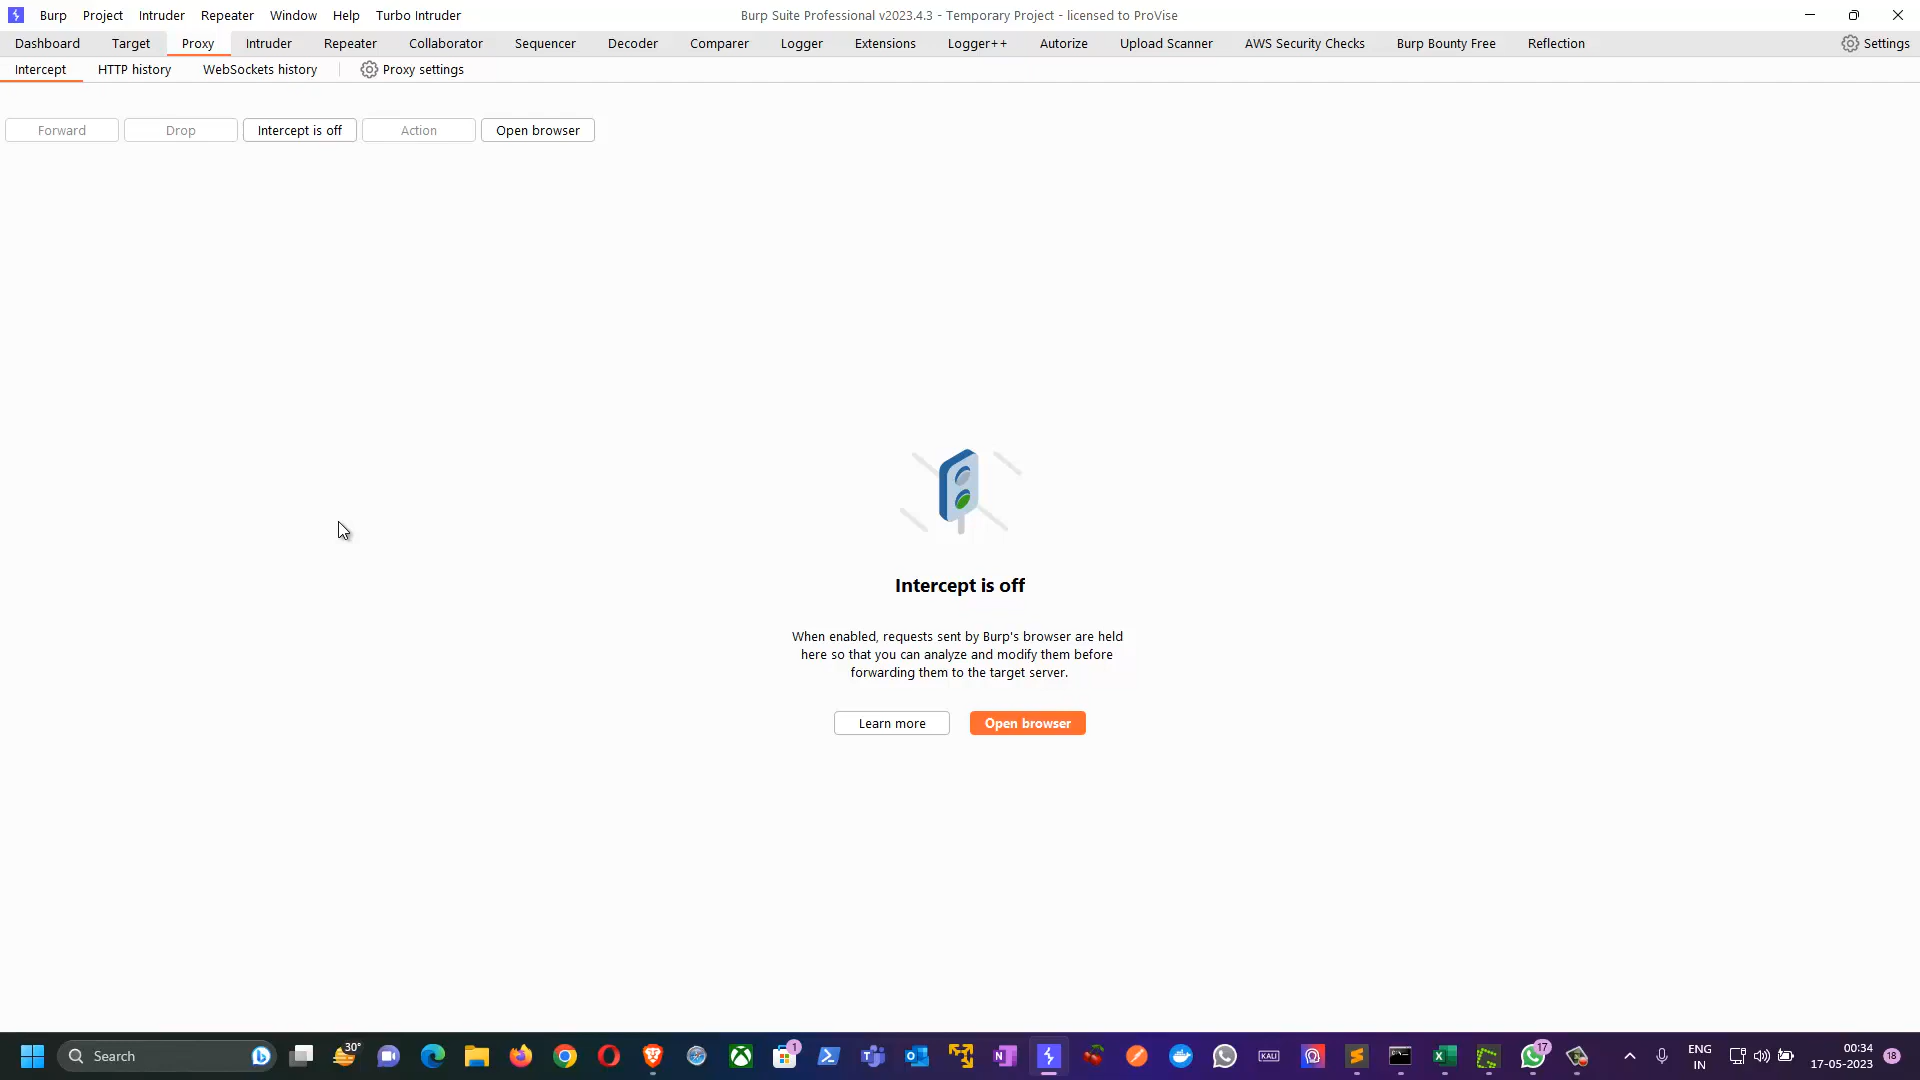 Burp Project Intruder Repeater Window Help Turbo Intruder Burp Suite Professional v2023.4.3 - Temporary Project - licensed to ProVise
Dashboard Target Proxy Intruder Repeater Collaborator Sequencer Decoder Comparer Logger Extensions Logger++ Autorize Upload Scanner AWS Security Checks Burp Bounty Free Reflection Settings
Intercept HTTP history WebSockets history Proxy settings
Forward Drop Intercept is off Action Open browser
Intercept is off
When enabled, requests sent by Burp's browser are held
here so that you can analyze and modify them before
forwarding them to the target server.
Learn more Open browser
Search 30° 1 KALI 17 ENG 00:34 18
IN 17-05-2023